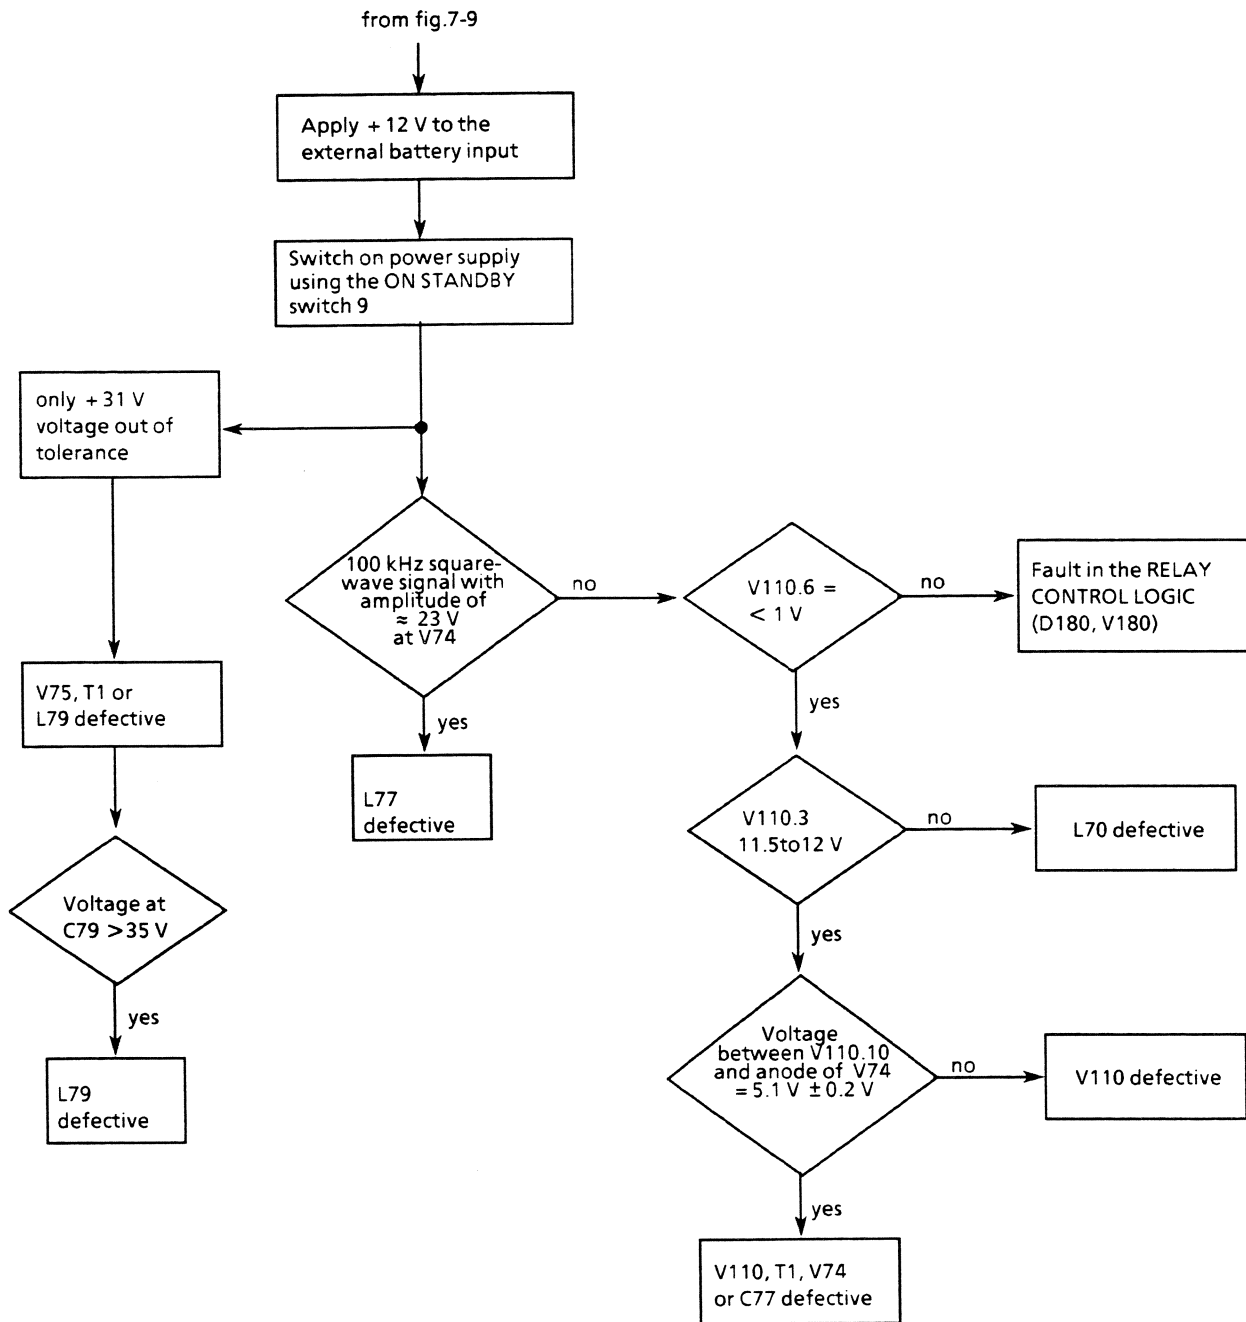 from fig.7-9
Apply + 12 V to the
external battery input
Switch on power supply
using the ON STANDBY
switch 9
only + 31 V
voltage out of
tolerance
100 kHz square-
wave signal with
amplitude of
≈ 23 V
at V74
no
V110.6 =
< 1 V
no
Fault in the RELAY
CONTROL LOGIC
(D180, V180)
V75, T1 or
L79 defective
yes
yes
L77
defective
V110.3
11.5to12 V
no
L70 defective
Voltage at
C79 >35 V
yes
yes
L79
defective
Voltage
between V110.10
and anode of V74
= 5.1 V ±0.2 V
no
V110 defective
yes
V110, T1, V74
or C77 defective